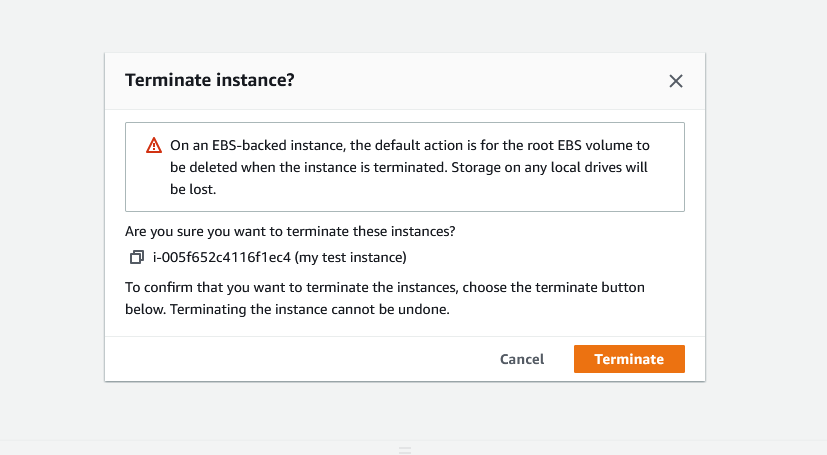 Terminate instance?
On an EBS-backed instance, the default action is for the root EBS volume to
be deleted when the instance is terminated. Storage on any local drives will
be lost.
Are you sure you want to terminate these instances?
i-005f652c4116f1ec4 (my test instance)
To confirm that you want to terminate the instances, choose the terminate button
below. Terminating the instance cannot be undone.
Cancel
Terminate